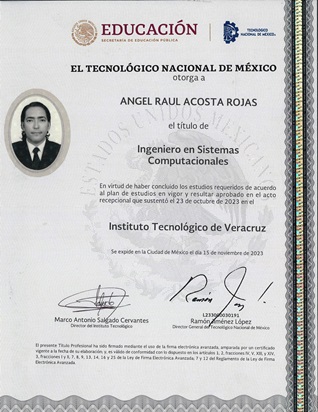 EDUCACIÓN
SECRETARÍA DE EDUCACIÓN PÚBLICA
TECNOLÓGICO
NACIONAL DE MÉXICO
EL TECNOLÓGICO NACIONAL DE MÉXICO
otorga a
ANGEL RAUL ACOSTA ROJAS
el título de
Ingeniero en Sistemas
Computacionales
En virtud de haber concluido los estudios requeridos de acuerdo
al plan de estudios en vigor y resultar aprobado en el acto
recepcional que sustentó el 23 de octubre de 2023 en el
Instituto Tecnológico de Veracruz
Se expide en la Ciudad de México el día 15 de noviembre de 2023
Marco Antonio Salgado Cervantes
Director del Instituto Tecnológico
Ramón Jiménez López
Director General del Tecnológico Nacional de México
El presente Título Profesional ha sido firmado mediante el uso de la firma electrónica avanzada, amparada por un certificado
vigente a la fecha de su elaboración; y, es válido de conformidad con lo dispuesto en los artículos 1, 2, fracciones IV, V, XIII, y XIV,
3, fracciones I y II, 7, 8, 9, 13, 14, 16 y 25 de la Ley de Firma Electrónica Avanzada, 7 y 12 del Reglamento de la Ley de Firma
Electrónica Avanzada.
ESTADOS UNIDOS MEXICANOS